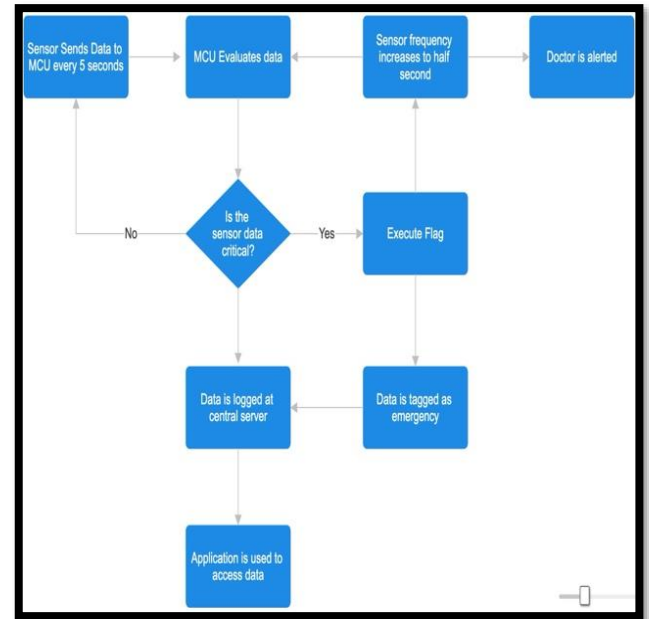 Sensor Sends Data to
MCU every 5 seconds
MCU Evaluates data
Sensor frequency
increases to half
second
Doctor is alerted
No
Is the
sensor data
critical?
Yes
Execute Flag
Data is logged at
central server
Data is tagged as
emergency
Application is used to
access data